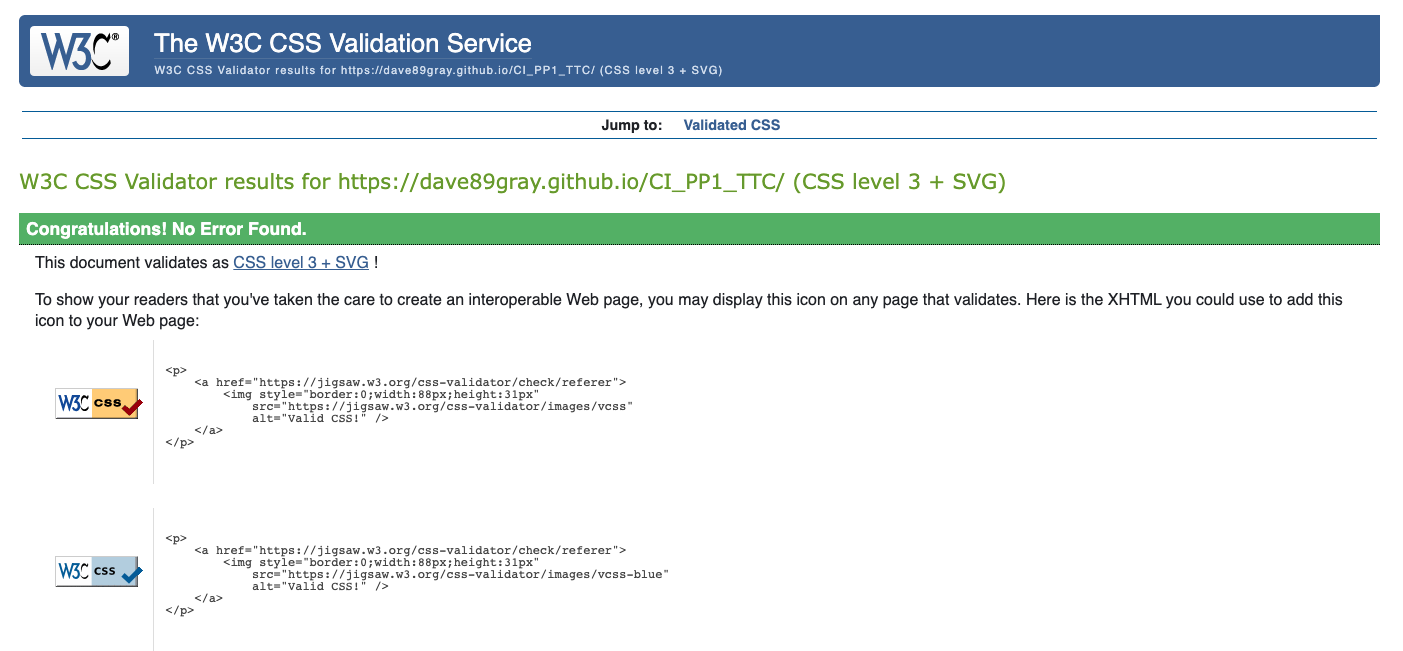 W3C®
The W3C CSS Validation Service
W3C CSS Validator results for https://dave89gray.github.io/CI_PP1_TTC/ (CSS level 3 + SVG)
Jump to: Validated CSS
W3C CSS Validator results for https://dave89gray.github.io/CI_PP1_TTC/ (CSS level 3 + SVG)
Congratulations! No Error Found.
This document validates as CSS level 3 + SVG !
To show your readers that you've taken the care to create an interoperable Web page, you may display this icon on any page that validates. Here is the XHTML you could use to add this
icon to your Web page:
W3C css
<p>
    <a href="https://jigsaw.w3.org/css-validator/check/referer">
        <img style="border:0;width:88px;height:31px"
            src="https://jigsaw.w3.org/css-validator/images/vcss"
            alt="Valid CSS!" />
    </a>
</p>
W3C css
<p>
    <a href="https://jigsaw.w3.org/css-validator/check/referer">
        <img style="border:0;width:88px;height:31px"
            src="https://jigsaw.w3.org/css-validator/images/vcss-blue"
            alt="Valid CSS!" />
    </a>
</p>